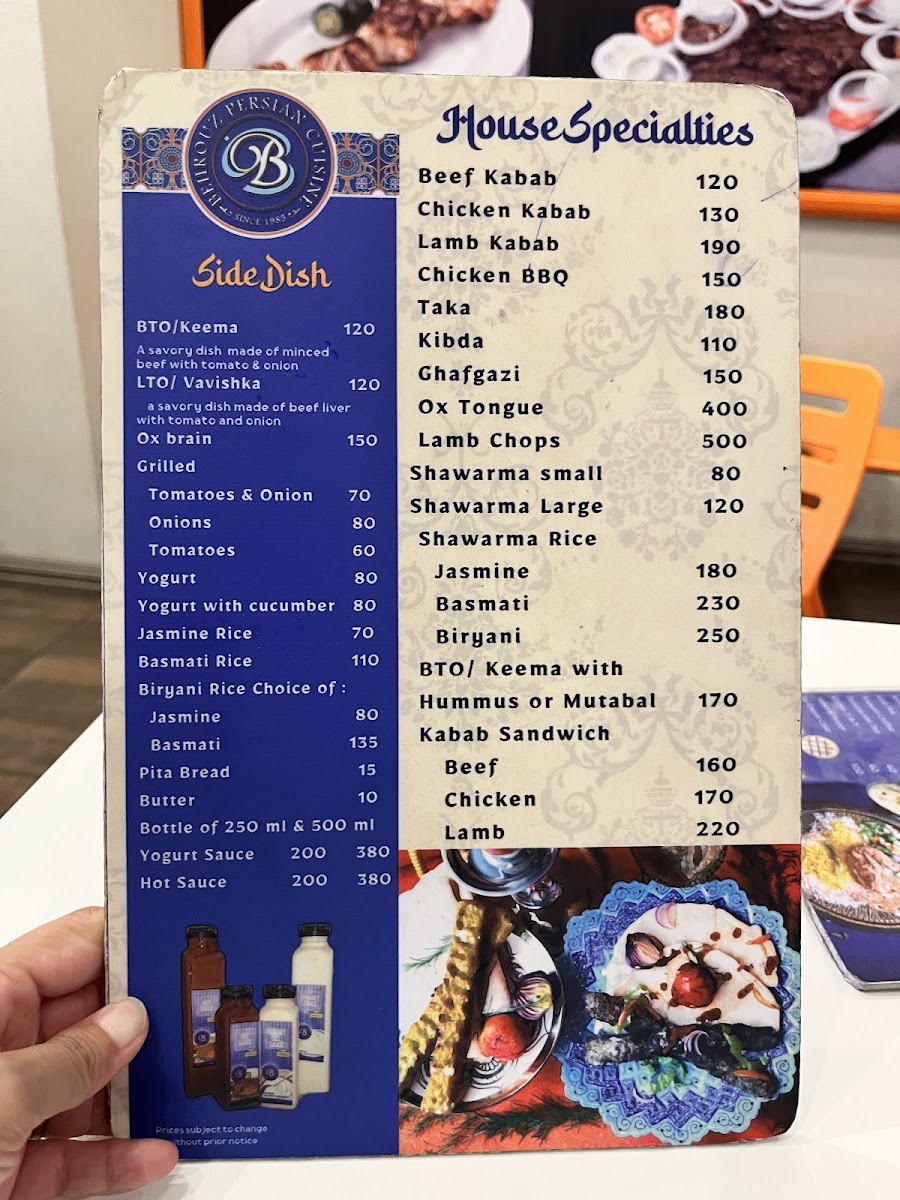 BEHROUZ PERSIAN CUISINE
B
SINCE 1985
Side Dish
BTO/Keema 120
A savory dish made of minced
beef with tomato & onion
LTO/ Vavishka 120
a savory dish made of beef liver
with tomato and onion
Ox brain 150
Grilled
Tomatoes & Onion 70
Onions 80
Tomatoes 60
Yogurt 80
Yogurt with cucumber 80
Jasmine Rice 70
Basmati Rice 110
Biryani Rice Choice of :
Jasmine 80
Basmati 135
Pita Bread 15
Butter 10
Bottle of 250 ml & 500 ml
Yogurt Sauce 200 380
Hot Sauce 200 380
Prices subject to change
without prior notice
House Specialties
Beef Kabab 120
Chicken Kabab 130
Lamb Kabab 190
Chicken BBQ 150
Taka 180
Kibda 110
Ghafgazi 150
Ox Tongue 400
Lamb Chops 500
Shawarma small 80
Shawarma Large 120
Shawarma Rice
Jasmine 180
Basmati 230
Biryani 250
BTO/ Keema with
Hummus or Mutabal 170
Kabab Sandwich
Beef 160
Chicken 170
Lamb 220